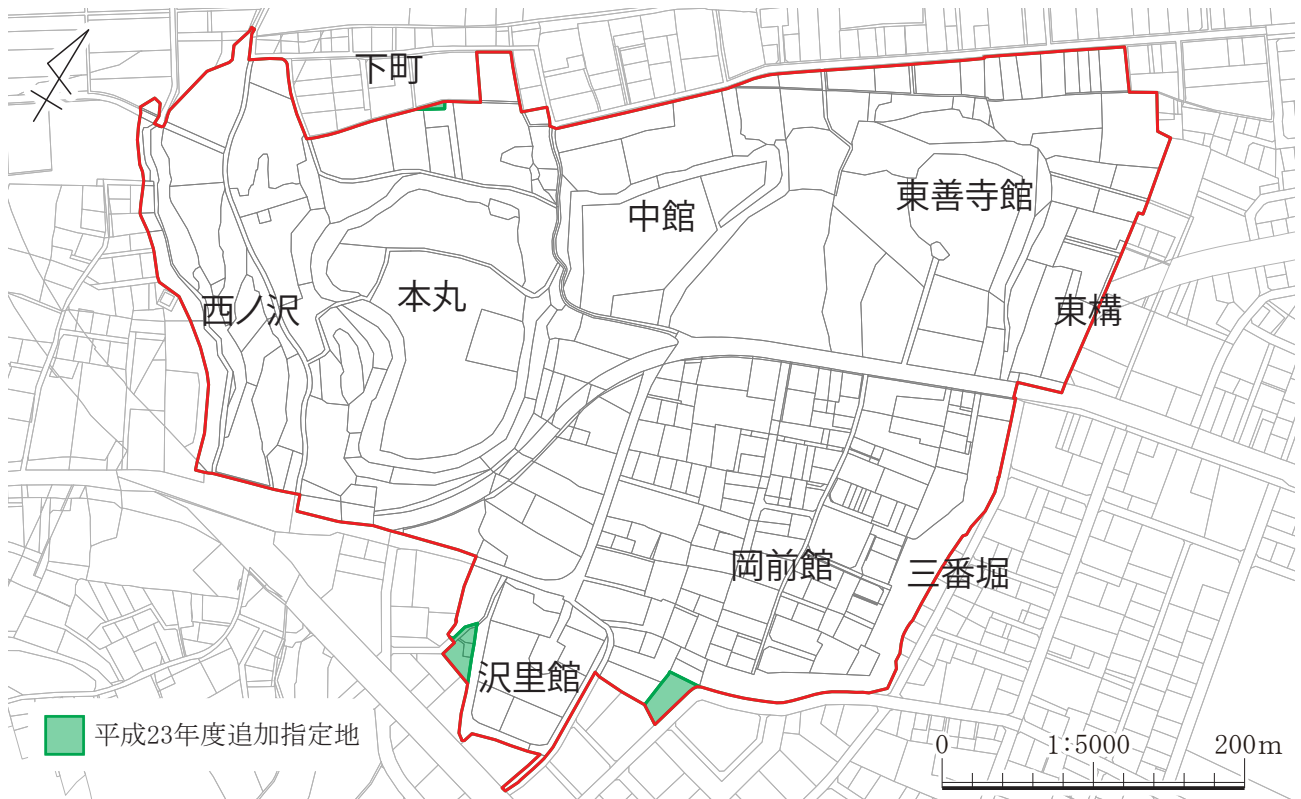 下町
中館
東善寺館
西ノ沢
本丸
東構
岡前館
三番堀
沢里館
平成23年度追加指定地
0 1:5000 200m